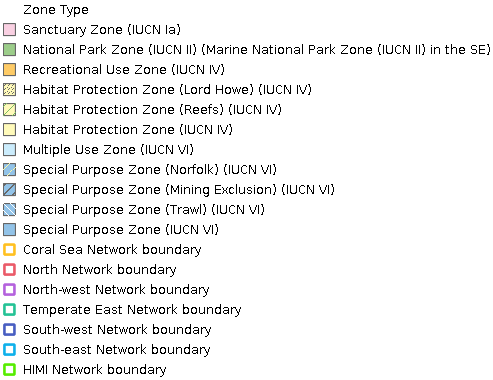 Zone Type
Sanctuary Zone (IUCN Ia)
National Park Zone (IUCN II) (Marine National Park Zone (IUCN II) in the SE)
Recreational Use Zone (IUCN IV)
Habitat Protection Zone (Lord Howe) (IUCN IV)
Habitat Protection Zone (Reefs) (IUCN IV)
Habitat Protection Zone (IUCN IV)
Multiple Use Zone (IUCN VI)
Special Purpose Zone (Norfolk) (IUCN VI)
Special Purpose Zone (Mining Exclusion) (IUCN VI)
Special Purpose Zone (Trawl) (IUCN VI)
Special Purpose Zone (IUCN VI)
Coral Sea Network boundary
North Network boundary
North-west Network boundary
Temperate East Network boundary
South-west Network boundary
South-east Network boundary
HIMI Network boundary